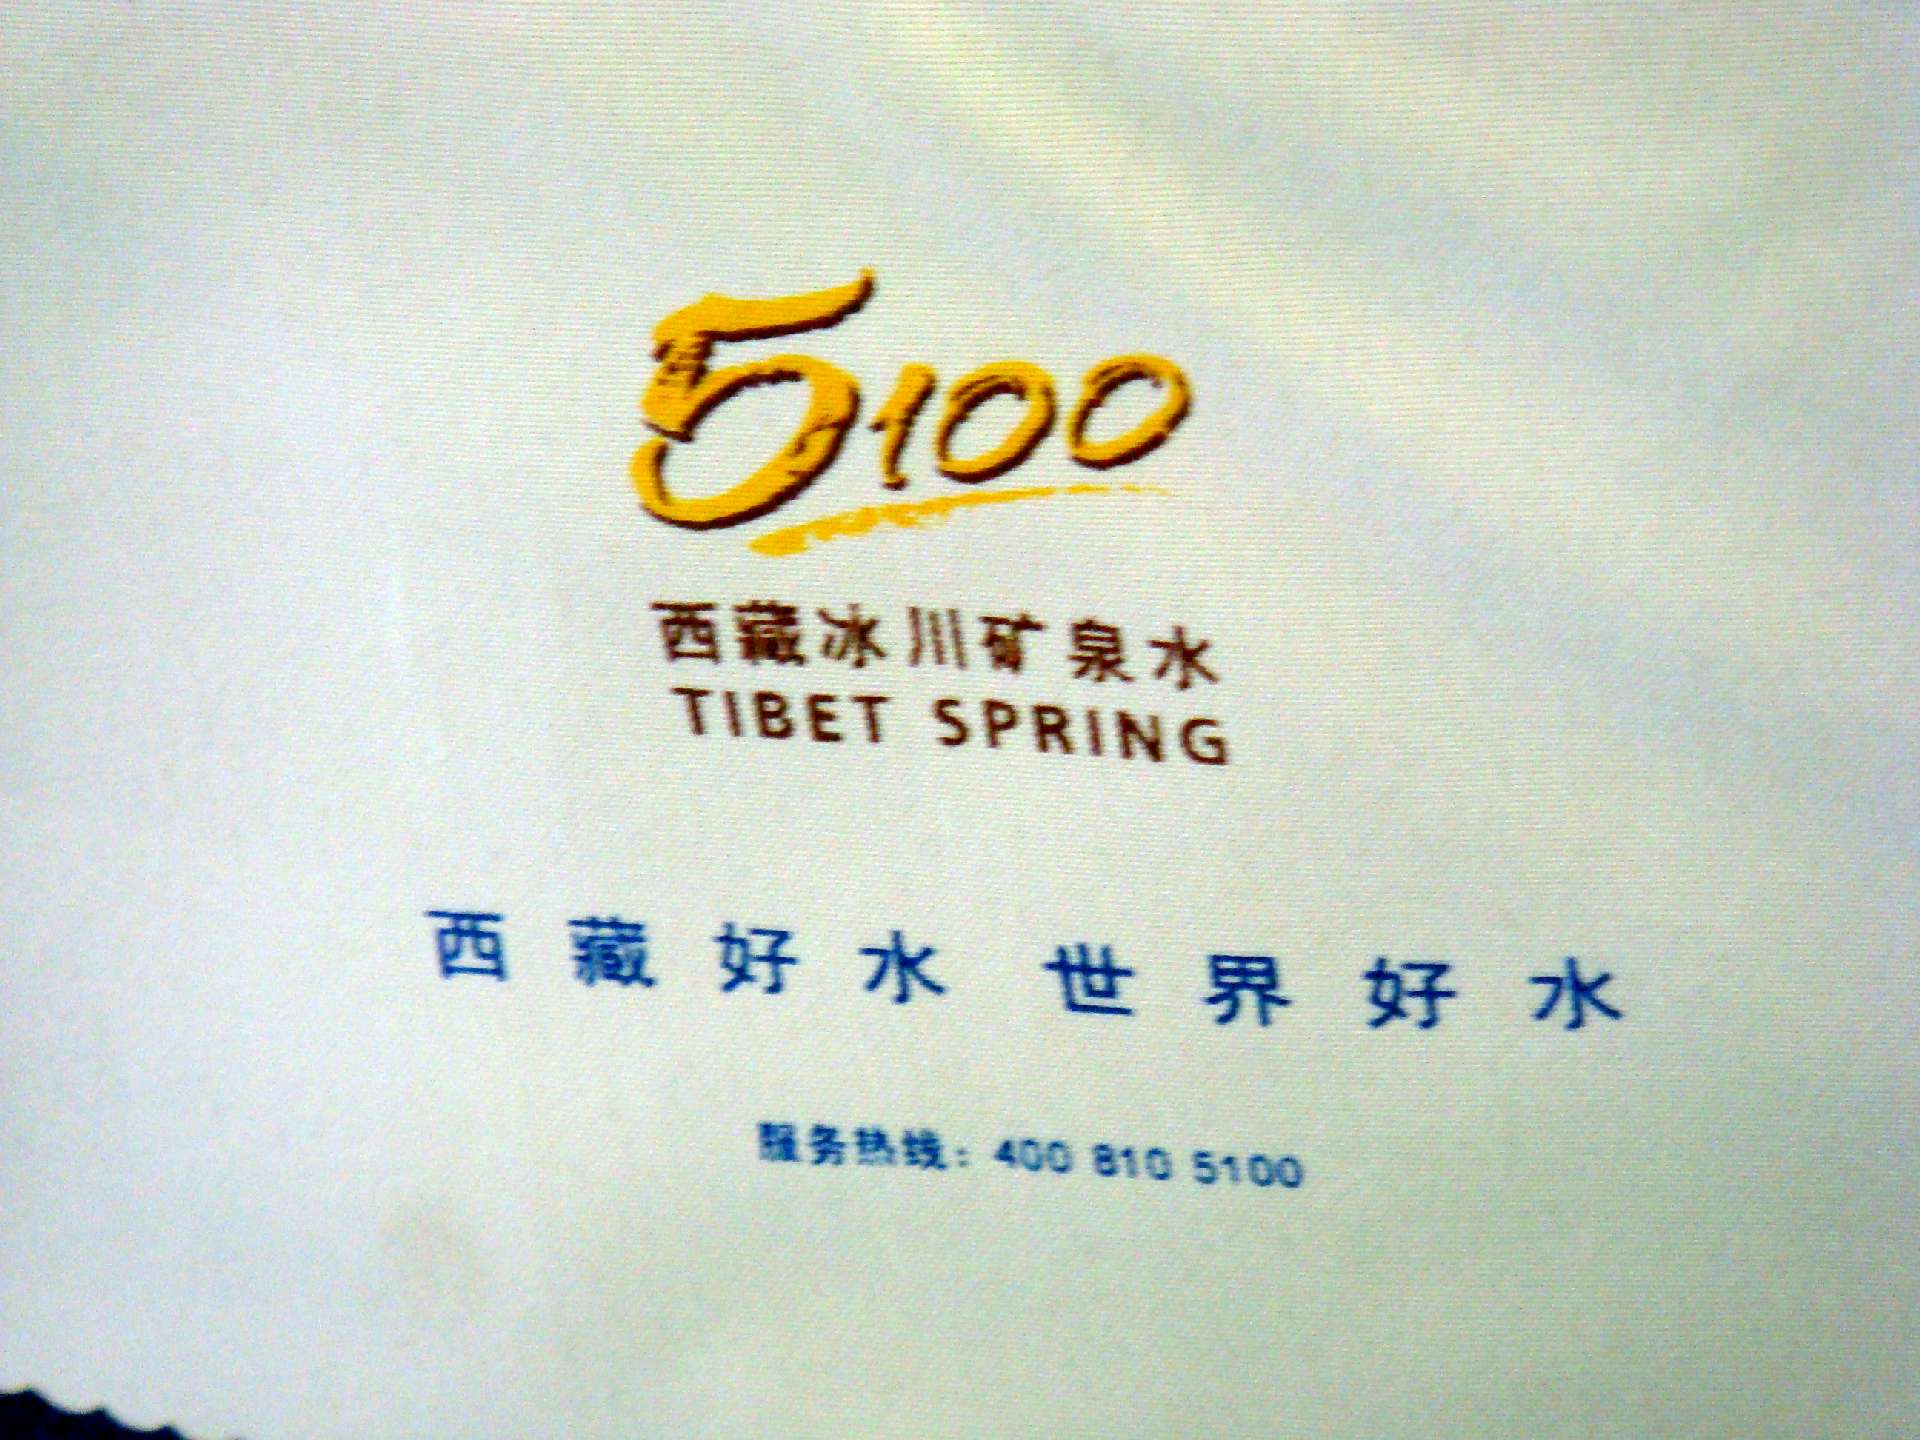 5100
西藏冰川矿泉水
TIBET SPRING
西藏好水 世界好水
服务热线：400 810 5100